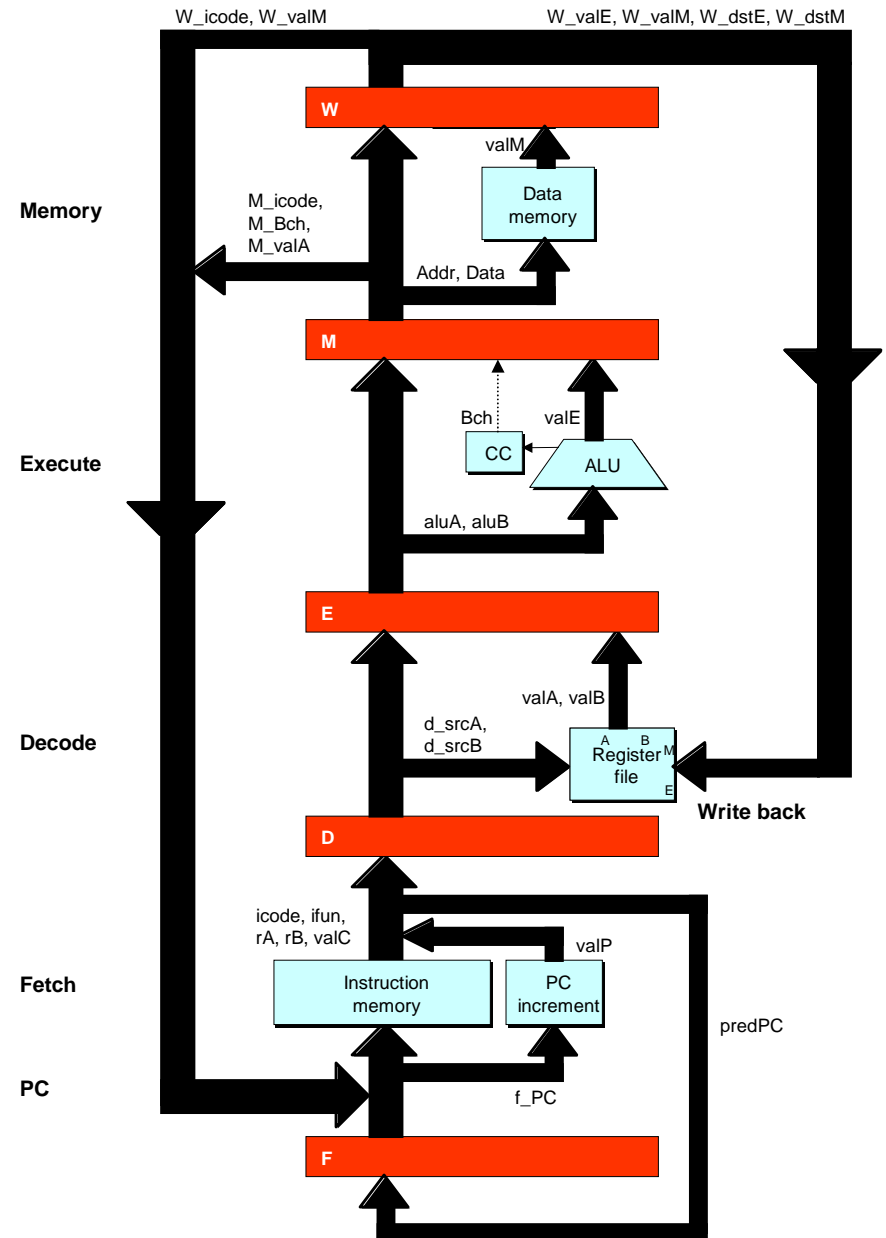 W_icode, W_valM
W_valE, W_valM, W_dstE, W_dstM
W
valM
Data
memory
Memory
M_icode,
M_Bch,
M_valA
Addr, Data
M
Bch
valE
CC
ALU
Execute
aluA, aluB
E
valA, valB
d_srcA,
d_srcB
Decode
A B
Register M
file
E
Write back
D
icode, ifun,
rA, rB, valC
valP
Fetch
Instruction
memory
PC
increment
predPC
PC
f_PC
F